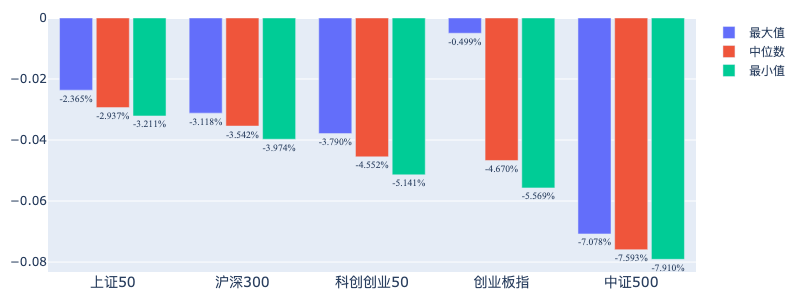 0
−0.02
−0.04
−0.06
−0.08
-2.365%
-2.937%
-3.211%
-3.118%
-3.542%
-3.974%
-3.790%
-4.552%
-5.141%
-0.499%
-4.670%
-5.569%
-7.078%
-7.593%
-7.910%
上证50
沪深300
科创创业50
创业板指
中证500
最大值
中位数
最小值